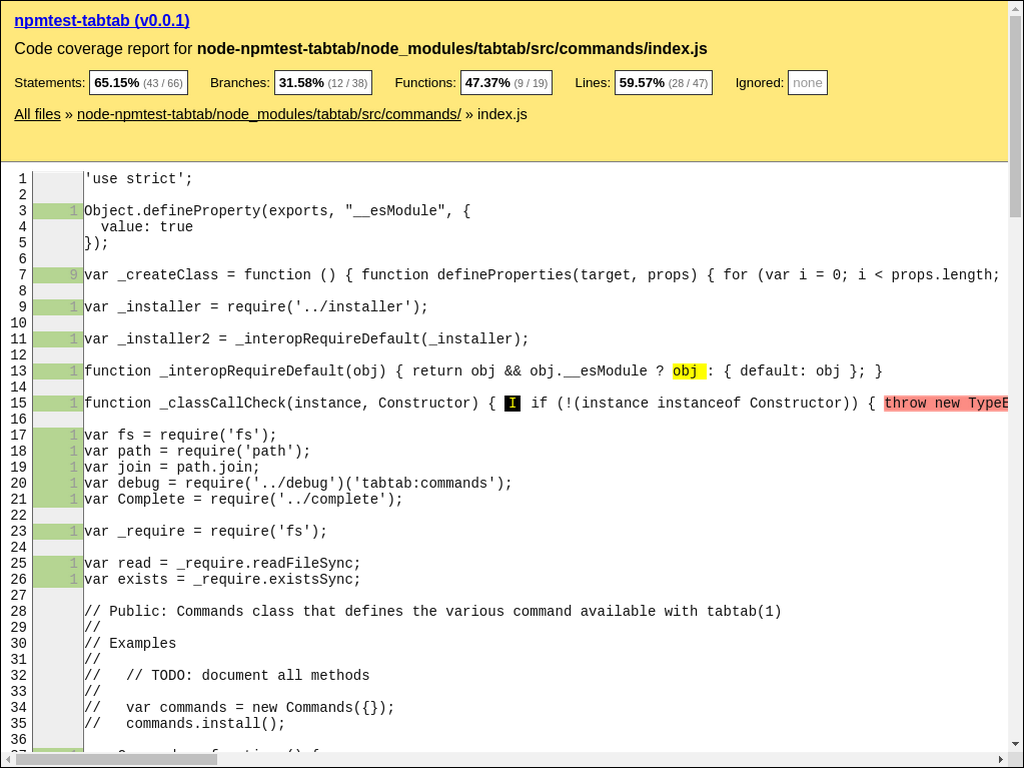 npmtest-tabtab (v0.0.1)
Code coverage report for node-npmtest-tabtab/node_modules/tabtab/src/commands/index.js
Statements: 65.15% (43 / 66) Branches: 31.58% (12 / 38) Functions: 47.37% (9 / 19) Lines: 59.57% (28 / 47) Ignored: none
All files » node-npmtest-tabtab/node_modules/tabtab/src/commands/ » index.js
1 'use strict';
2
3 1 Object.defineProperty(exports, "__esModule", {
4   value: true
5 });
6
7 9 var _createClass = function () { function defineProperties(target, props) { for (var i = 0; i < props.length;
8
9 1 var _installer = require('../installer');
10
11 1 var _installer2 = _interopRequireDefault(_installer);
12
13 1 function _interopRequireDefault(obj) { return obj && obj.__esModule ? obj : { default: obj }; }
14
15 1 function _classCallCheck(instance, Constructor) { I if (!(instance instanceof Constructor)) { throw new TypeE
16
17 1 var fs = require('fs');
18 1 var path = require('path');
19 1 var join = path.join;
20 1 var debug = require('../debug')('tabtab:commands');
21 1 var Complete = require('../complete');
22
23 1 var _require = require('fs');
24
25 1 var read = _require.readFileSync;
26 1 var exists = _require.existsSync;
27
28 // Public: Commands class that defines the various command available with tabtab(1)
29 //
30 // Examples
31 //
32 //   // TODO: document all methods
33 //
34 //   var commands = new Commands({});
35 //   commands.install();
36